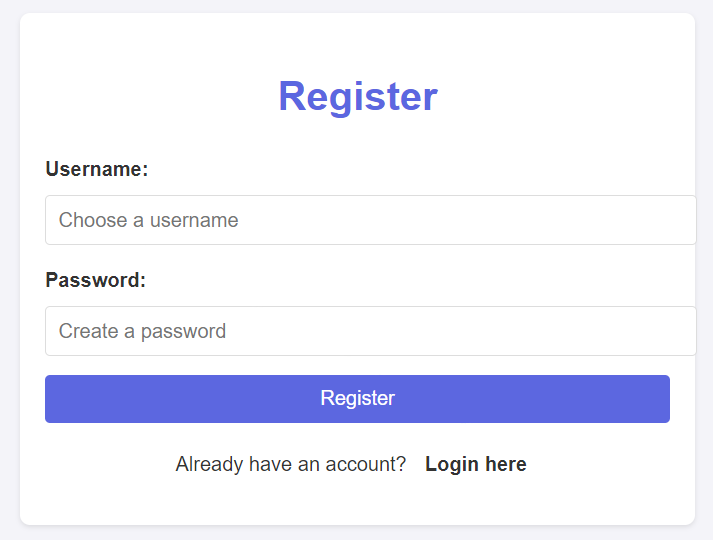 Register
Username:
Choose a username
Password:
Create a password
Register
Already have an account? Login here